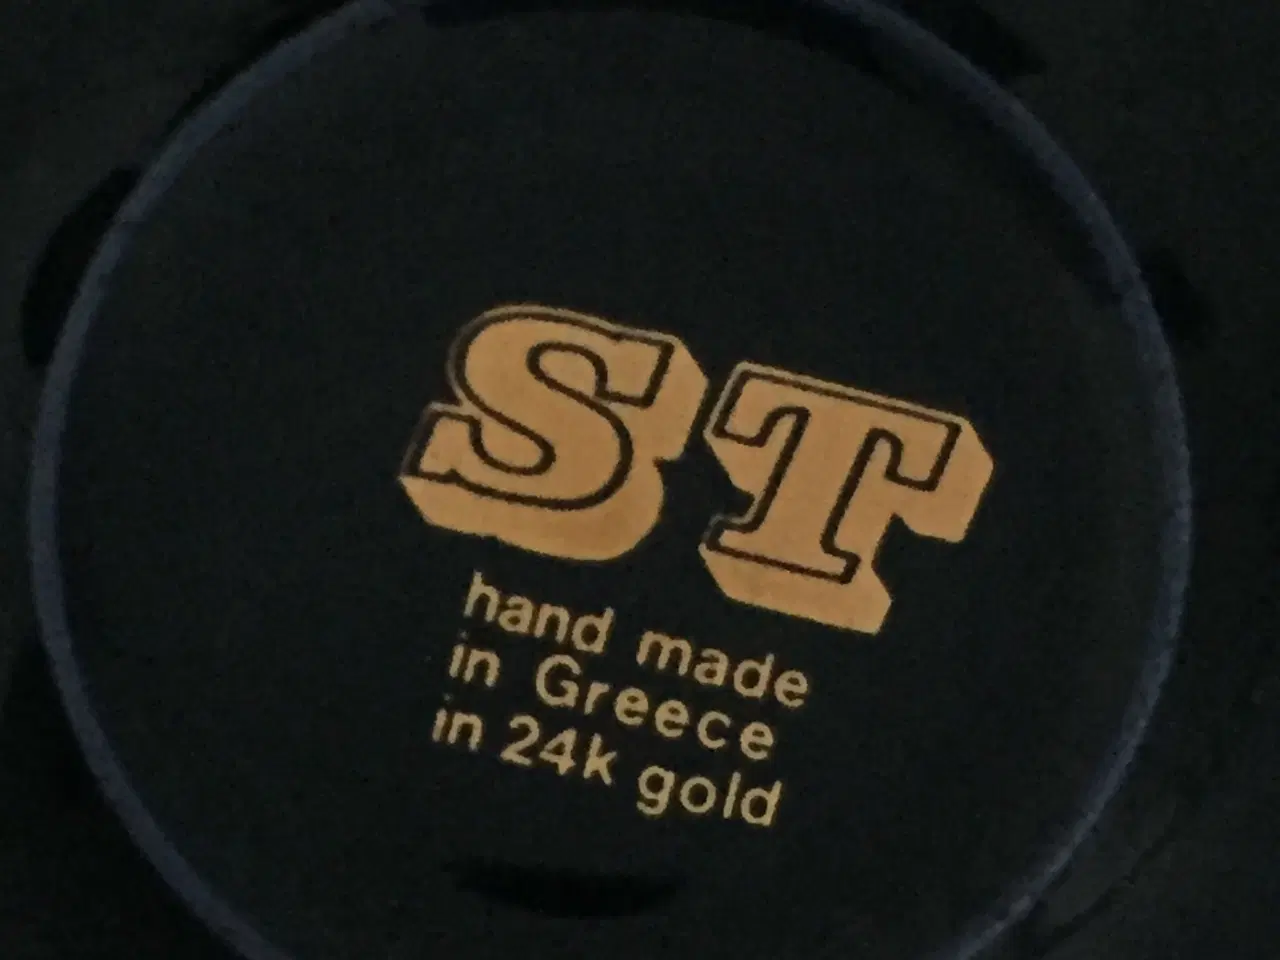 ST
hand made
in Greece
in 24k gold